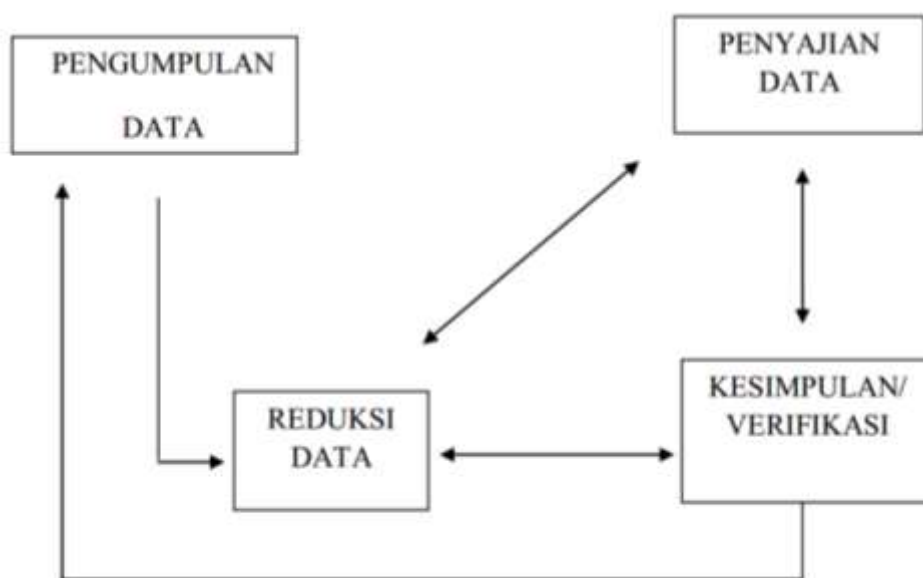 PENGUMPULAN
DATA
PENYAJIAN
DATA
REDUKSI
DATA
KESIMPULAN/
VERIFIKASI